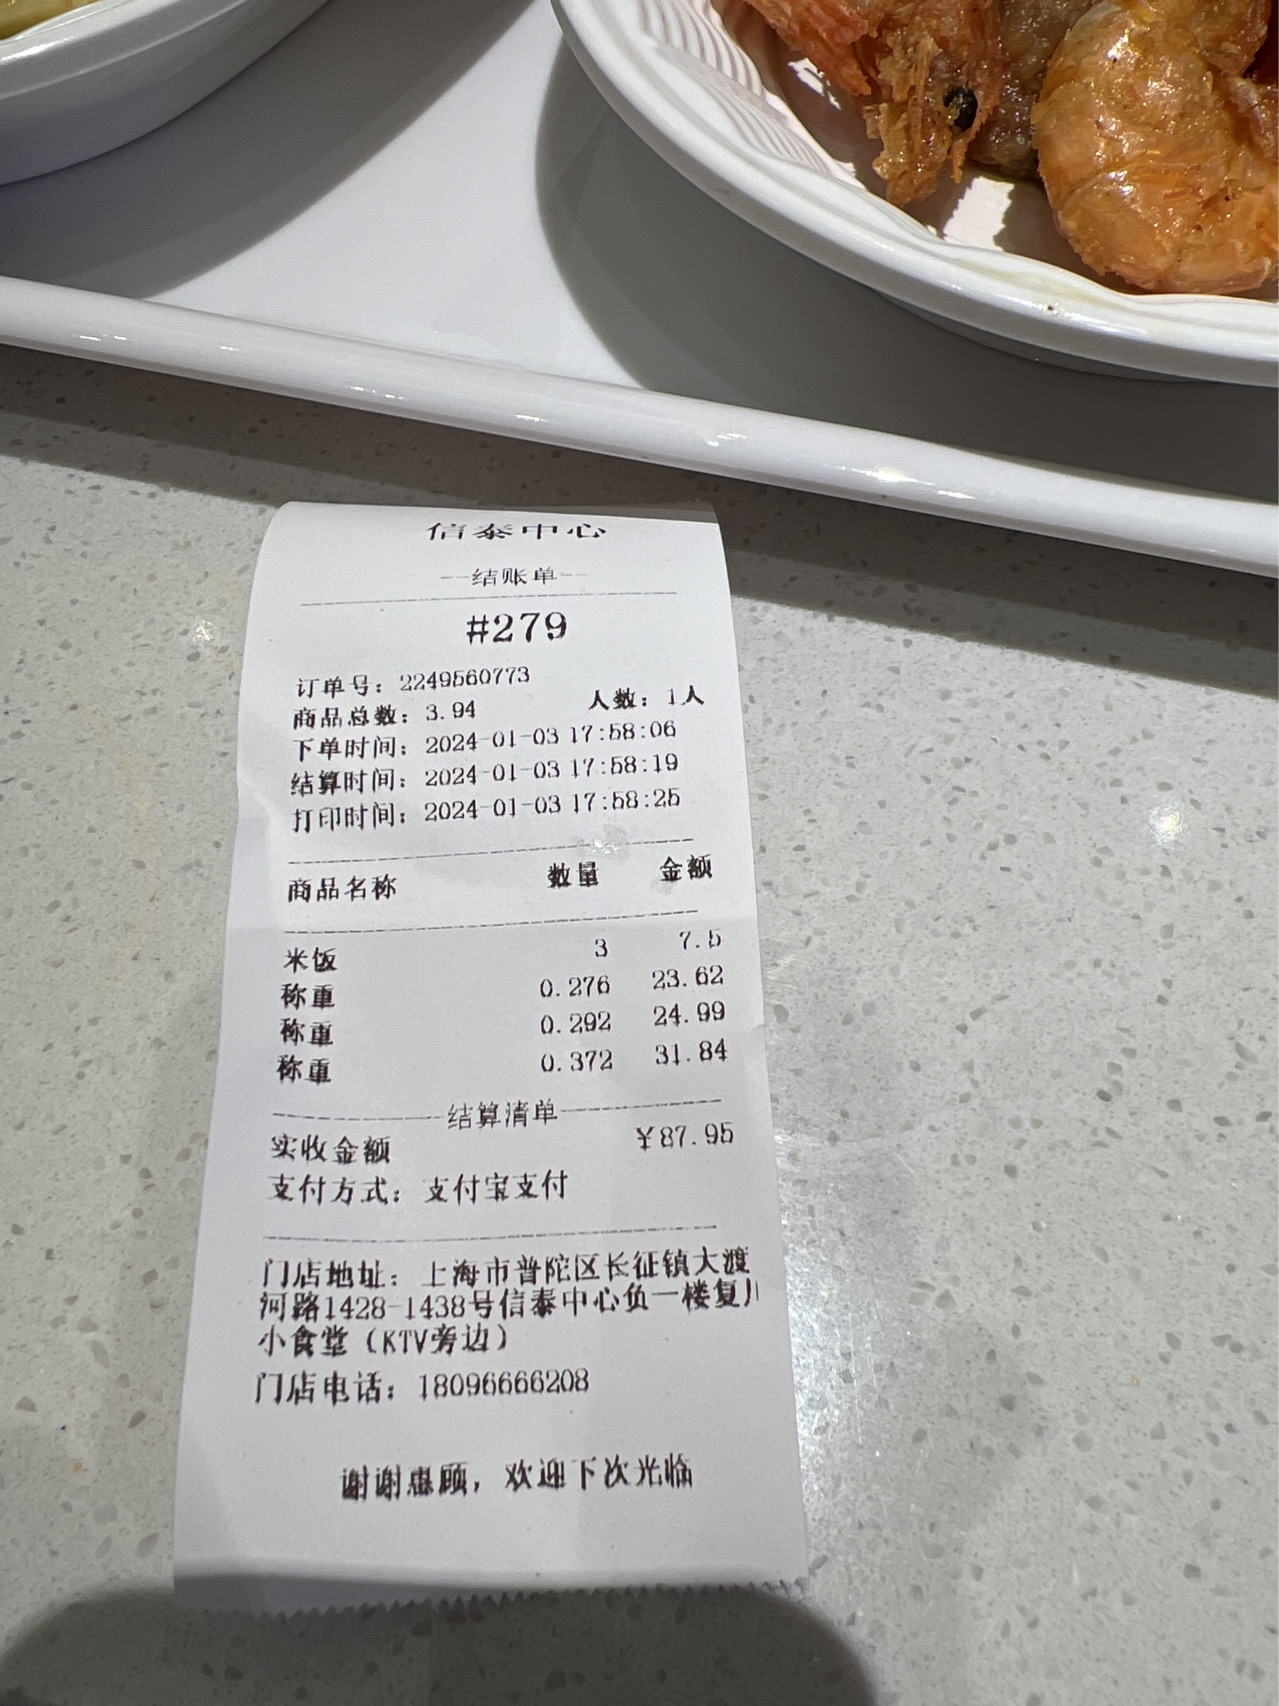 信泰中心
--结账单--
#279
订单号：2249560773
商品总数：3.94 人数：1人
下单时间：2024-01-03 17:58:06
结算时间：2024-01-03 17:58:19
打印时间：2024-01-03 17:58:25
商品名称 数量 金额
米饭 3 7.5
称重 0.276 23.62
称重 0.292 24.99
称重 0.372 31.84
结算清单
实收金额 ￥87.95
支付方式：支付宝支付
门店地址：上海市普陀区长征镇大渡
河路1428-1438号信泰中心负一楼复
小食堂（KTV旁边）
门店电话：18096666208
谢谢惠顾，欢迎下次光临